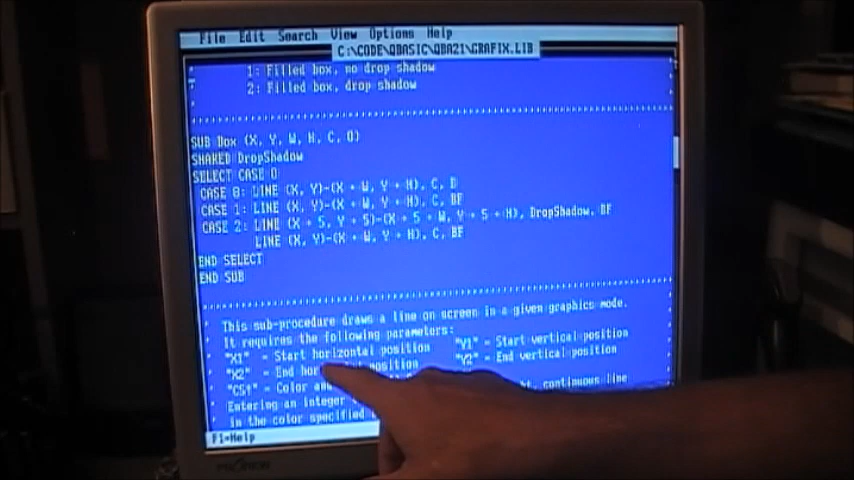 File Edit Search View Options Help
C:\CODE\QBASIC\QBA21\GRAFIX.LIB
' 1: Filled box, no drop shadow
' 2: Filled box, drop shadow
'
SUB Box (X, Y, W, H, C, O)
SHARED DropShadow
SELECT CASE O
CASE 0: LINE (X, Y)-(X + W, Y + H), C, B
CASE 1: LINE (X, Y)-(X + W, Y + H), C, BF
CASE 2: LINE (X + 5, Y + 5)-(X + 5 + W, Y + 5 + H), DropShadow, BF
LINE (X, Y)-(X + W, Y + H), C, BF
END SELECT
END SUB
' This sub-procedure draws a line on screen in a given graphics mode.
' It requires the following parameters:
' "X1" = Start horizontal position "Y1" = Start vertical position
' "X2" = End position "Y2" = End vertical position
' = Color continuous line
' Entering an integer
' in the color specified
F1=Help